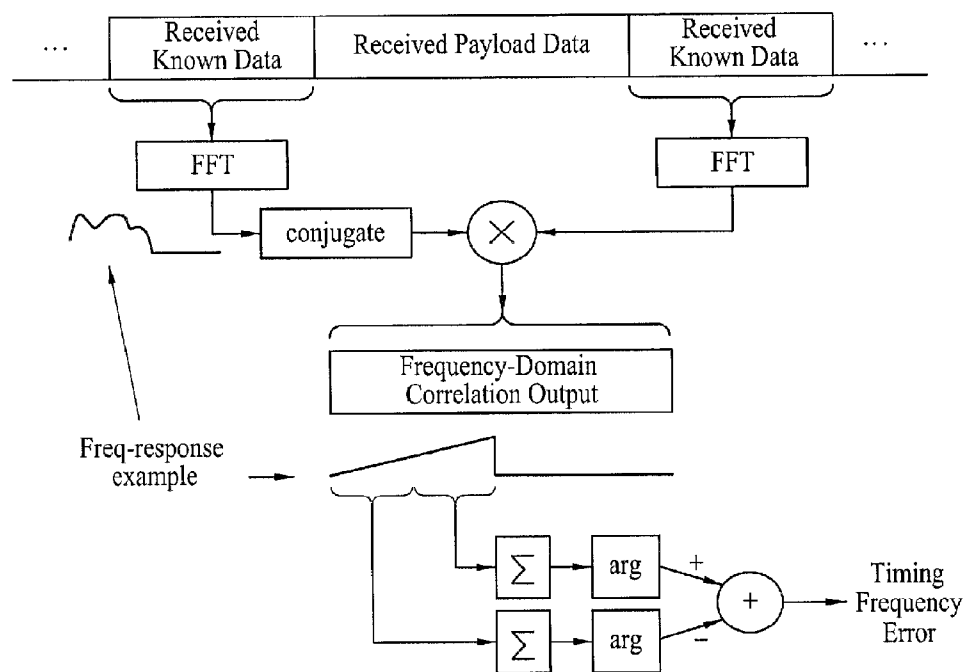 ...
Received
Known Data
Received Payload Data
Received
Known Data
...
FFT
FFT
conjugate
×
Frequency-Domain
Correlation Output
Freq-response
example
∑
arg
+
+
Timing
Frequency
Error
∑
arg
−